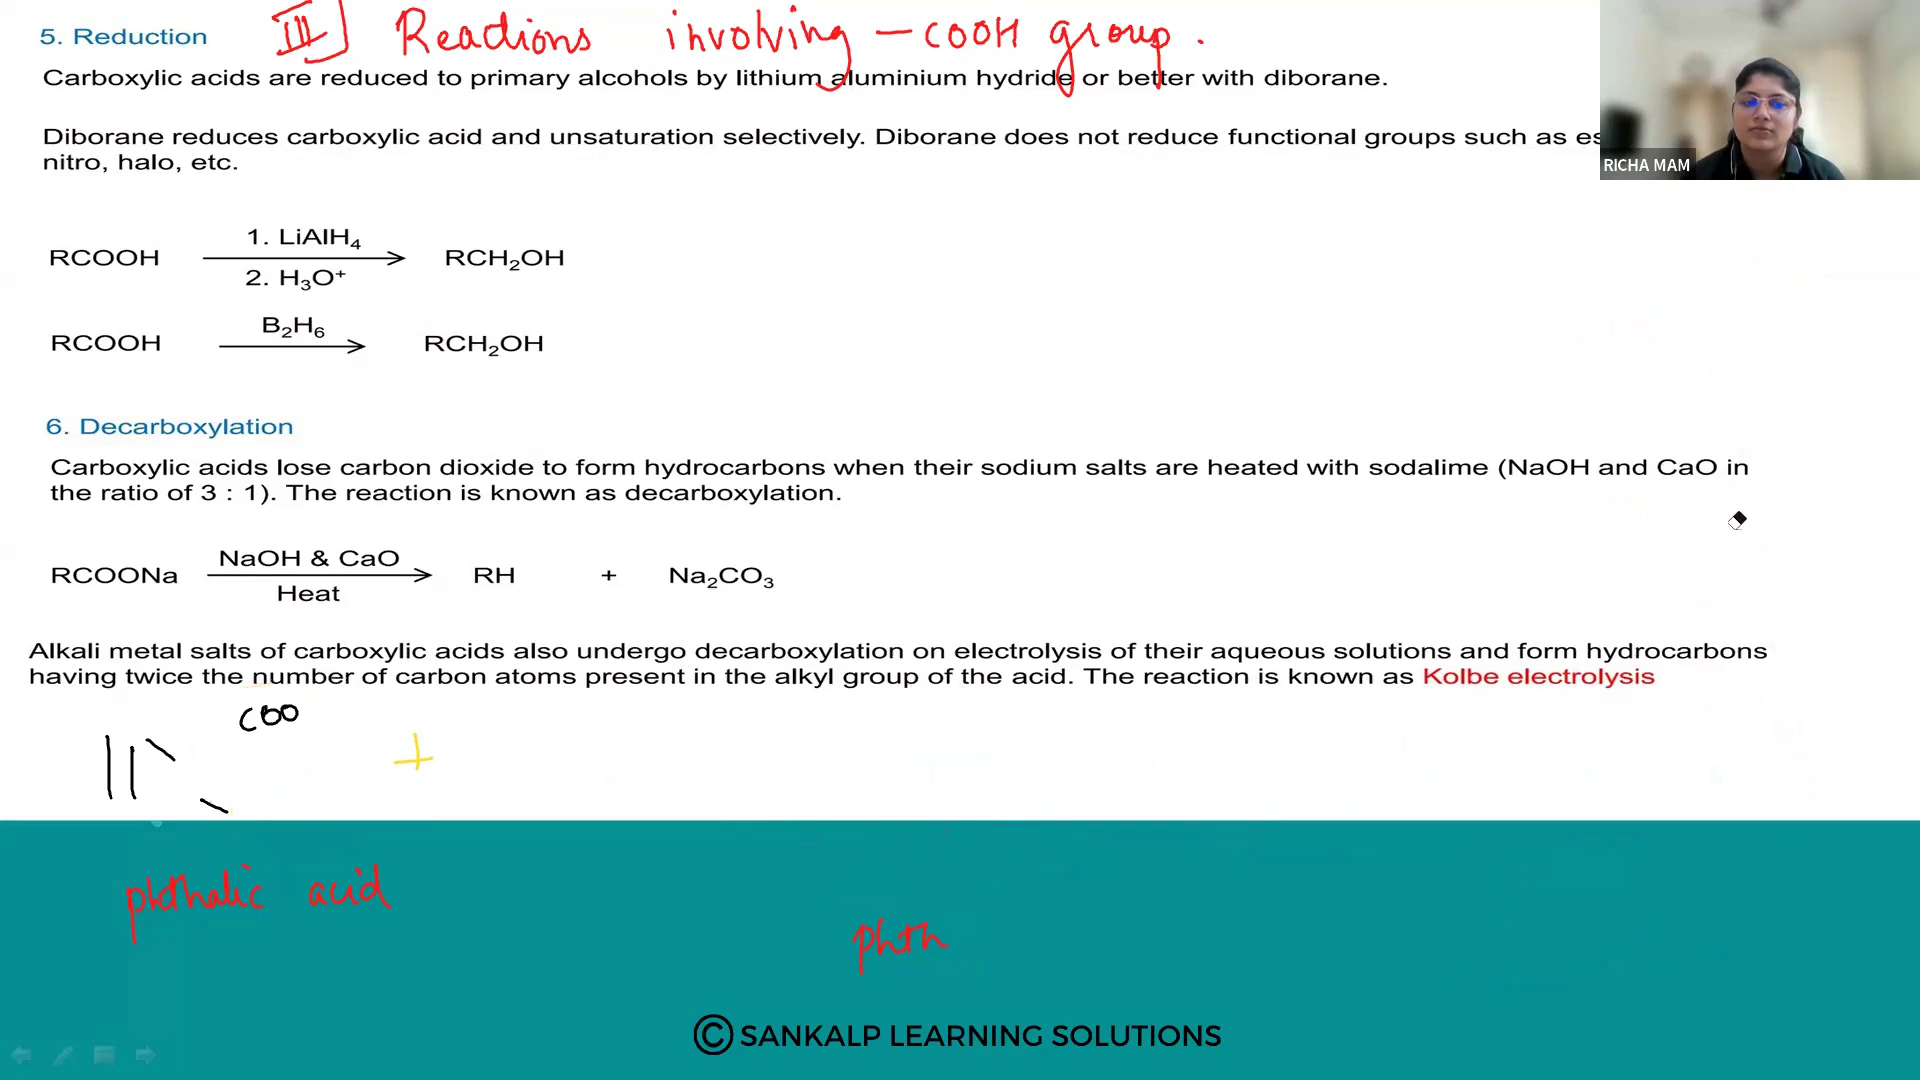 5. Reduction
III] Reactions involving - COOH group.
Carboxylic acids are reduced to primary alcohols by lithium aluminium hydride or better with diborane.
Diborane reduces carboxylic acid and unsaturation selectively. Diborane does not reduce functional groups such as es
nitro, halo, etc.
RICHA MAM
1. LiAlH₄
RCOOH → RCH₂OH
2. H₃O⁺
B₂H₆
RCOOH → RCH₂OH
6. Decarboxylation
Carboxylic acids lose carbon dioxide to form hydrocarbons when their sodium salts are heated with sodalime (NaOH and CaO in
the ratio of 3 : 1). The reaction is known as decarboxylation.
NaOH & CaO
RCOONa → RH + Na₂CO₃
Heat
Alkali metal salts of carboxylic acids also undergo decarboxylation on electrolysis of their aqueous solutions and form hydrocarbons
having twice the number of carbon atoms present in the alkyl group of the acid. The reaction is known as Kolbe electrolysis
COO
+
phthalic acid
phth
© SANKALP LEARNING SOLUTIONS